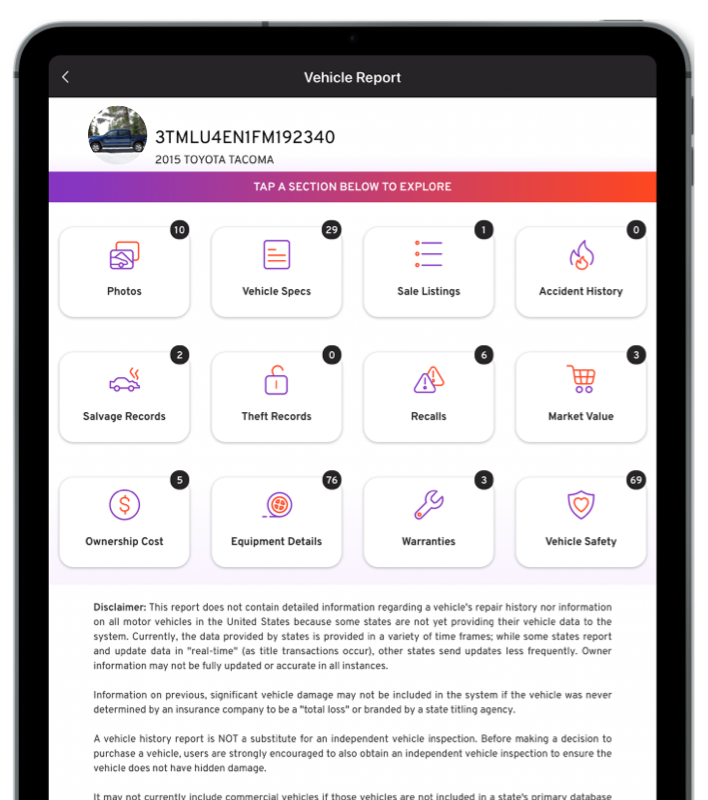 Vehicle Report
3TMLU4EN1FM192340
2015 TOYOTA TACOMA
TAP A SECTION BELOW TO EXPLORE
10
29
1
0
Photos
Vehicle Specs
Sale Listings
Accident History
2
0
6
3
Salvage Records
Theft Records
Recalls
Market Value
5
76
3
69
Ownership Cost
Equipment Details
Warranties
Vehicle Safety
Disclaimer: This report does not contain detailed information regarding a vehicle's repair history nor information
on all motor vehicles in the United States because some states are not yet providing their vehicle data to the
system. Currently, the data provided by states is provided in a variety of time frames; while some states report
and update data in "real-time" (as title transactions occur), other states send updates less frequently. Owner
information may not be fully updated or accurate in all instances.
Information on previous, significant vehicle damage may not be included in the system if the vehicle was never
determined by an insurance company to be a "total loss" or branded by a state titling agency.
A vehicle history report is NOT a substitute for an independent vehicle inspection. Before making a decision to
purchase a vehicle, users are strongly encouraged to also obtain an independent vehicle inspection to ensure the
vehicle does not have hidden damage.
It may not currently include commercial vehicles if those vehicles are not included in a state's primary database